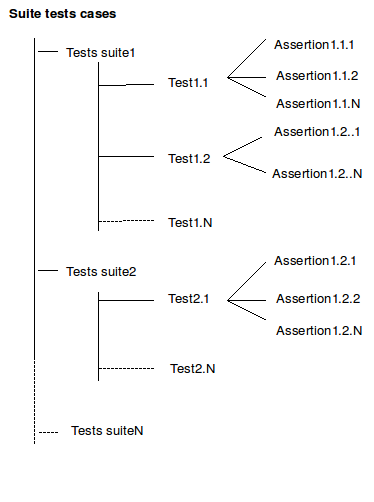 Suite tests cases
Tests suite1
Test1.1
Assertion1.1.1
Assertion1.1.2
Assertion1.1.N
Test1.2
Assertion1.2..1
Assertion1.2..N
Test1.N
Tests suite2
Test2.1
Assertion1.2.1
Assertion1.2.2
Assertion1.2.N
Test2.N
Tests suiteN